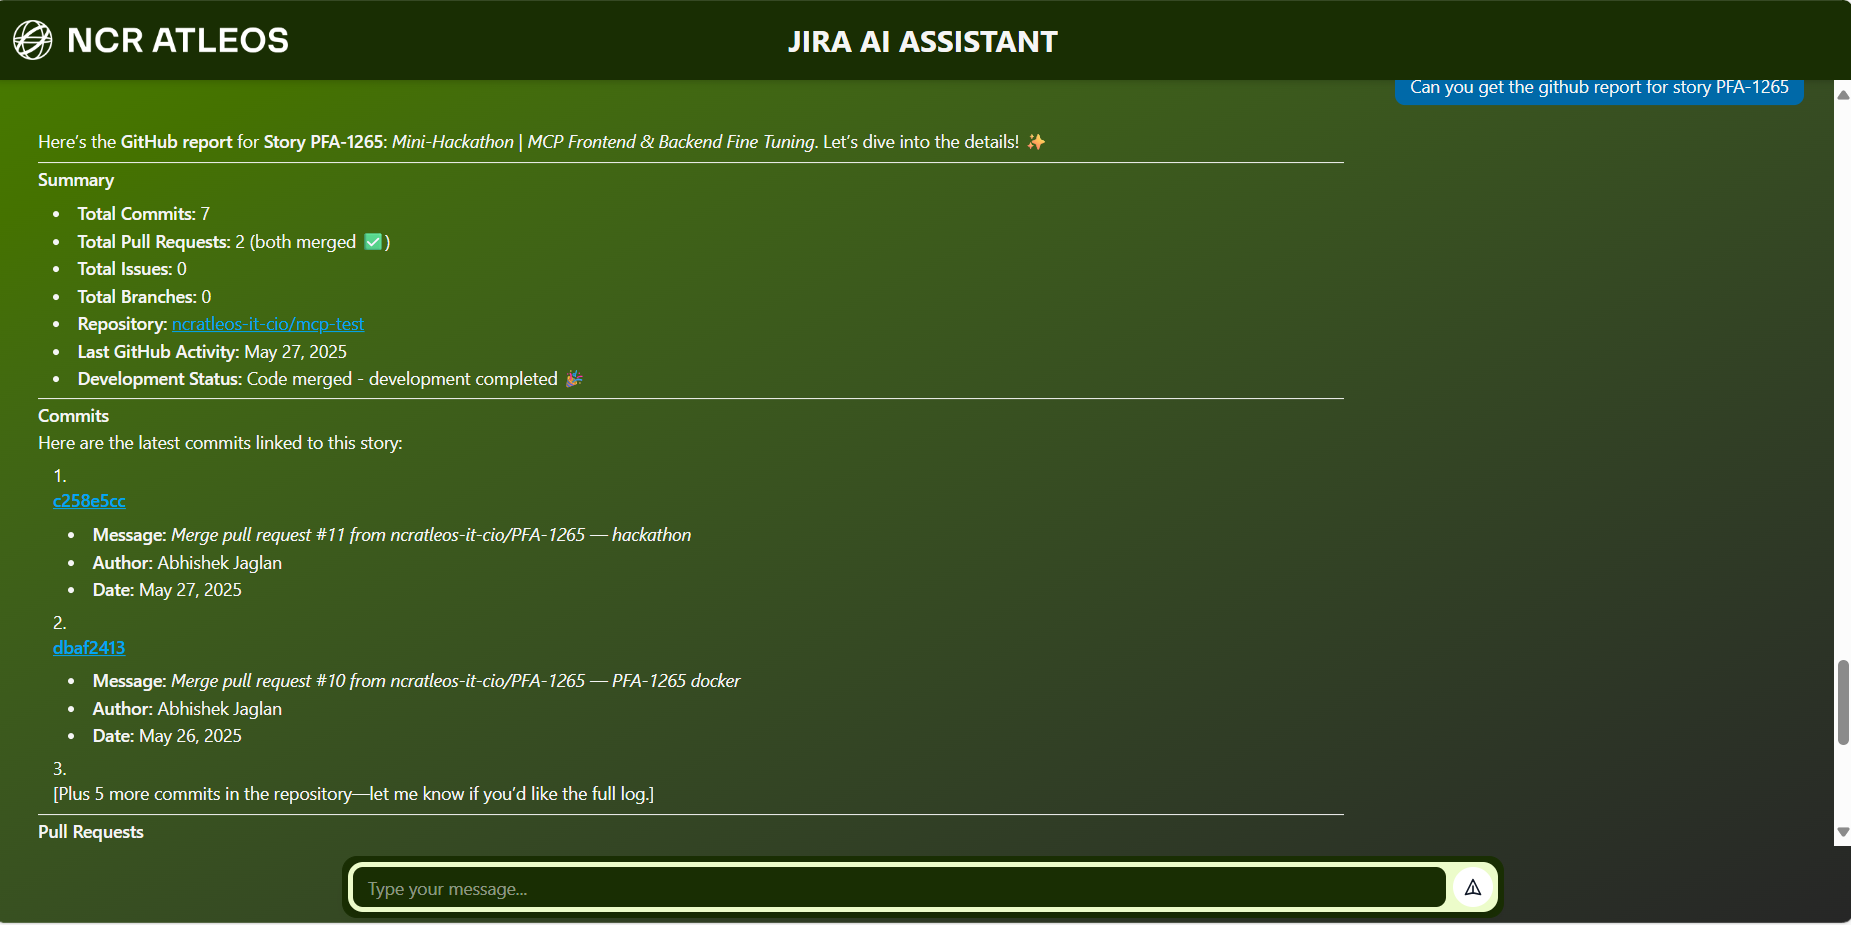 NCR ATLEOS
JIRA AI ASSISTANT
Can you get the github report for story PFA-1265
Here’s the GitHub report for Story PFA-1265: Mini-Hackathon | MCP Frontend & Backend Fine Tuning. Let’s dive into the details! ✨
Summary
• Total Commits: 7
• Total Pull Requests: 2 (both merged ✅)
• Total Issues: 0
• Total Branches: 0
• Repository: ncratleos-it-cio/mcp-test
• Last GitHub Activity: May 27, 2025
• Development Status: Code merged - development completed 🎉
Commits
Here are the latest commits linked to this story:
1.
c258e5cc
• Message: Merge pull request #11 from ncratleos-it-cio/PFA-1265 — hackathon
• Author: Abhishek Jaglan
• Date: May 27, 2025
2.
dbaf2413
• Message: Merge pull request #10 from ncratleos-it-cio/PFA-1265 — PFA-1265 docker
• Author: Abhishek Jaglan
• Date: May 26, 2025
3.
[Plus 5 more commits in the repository—let me know if you’d like the full log.]
Pull Requests
Type your message...